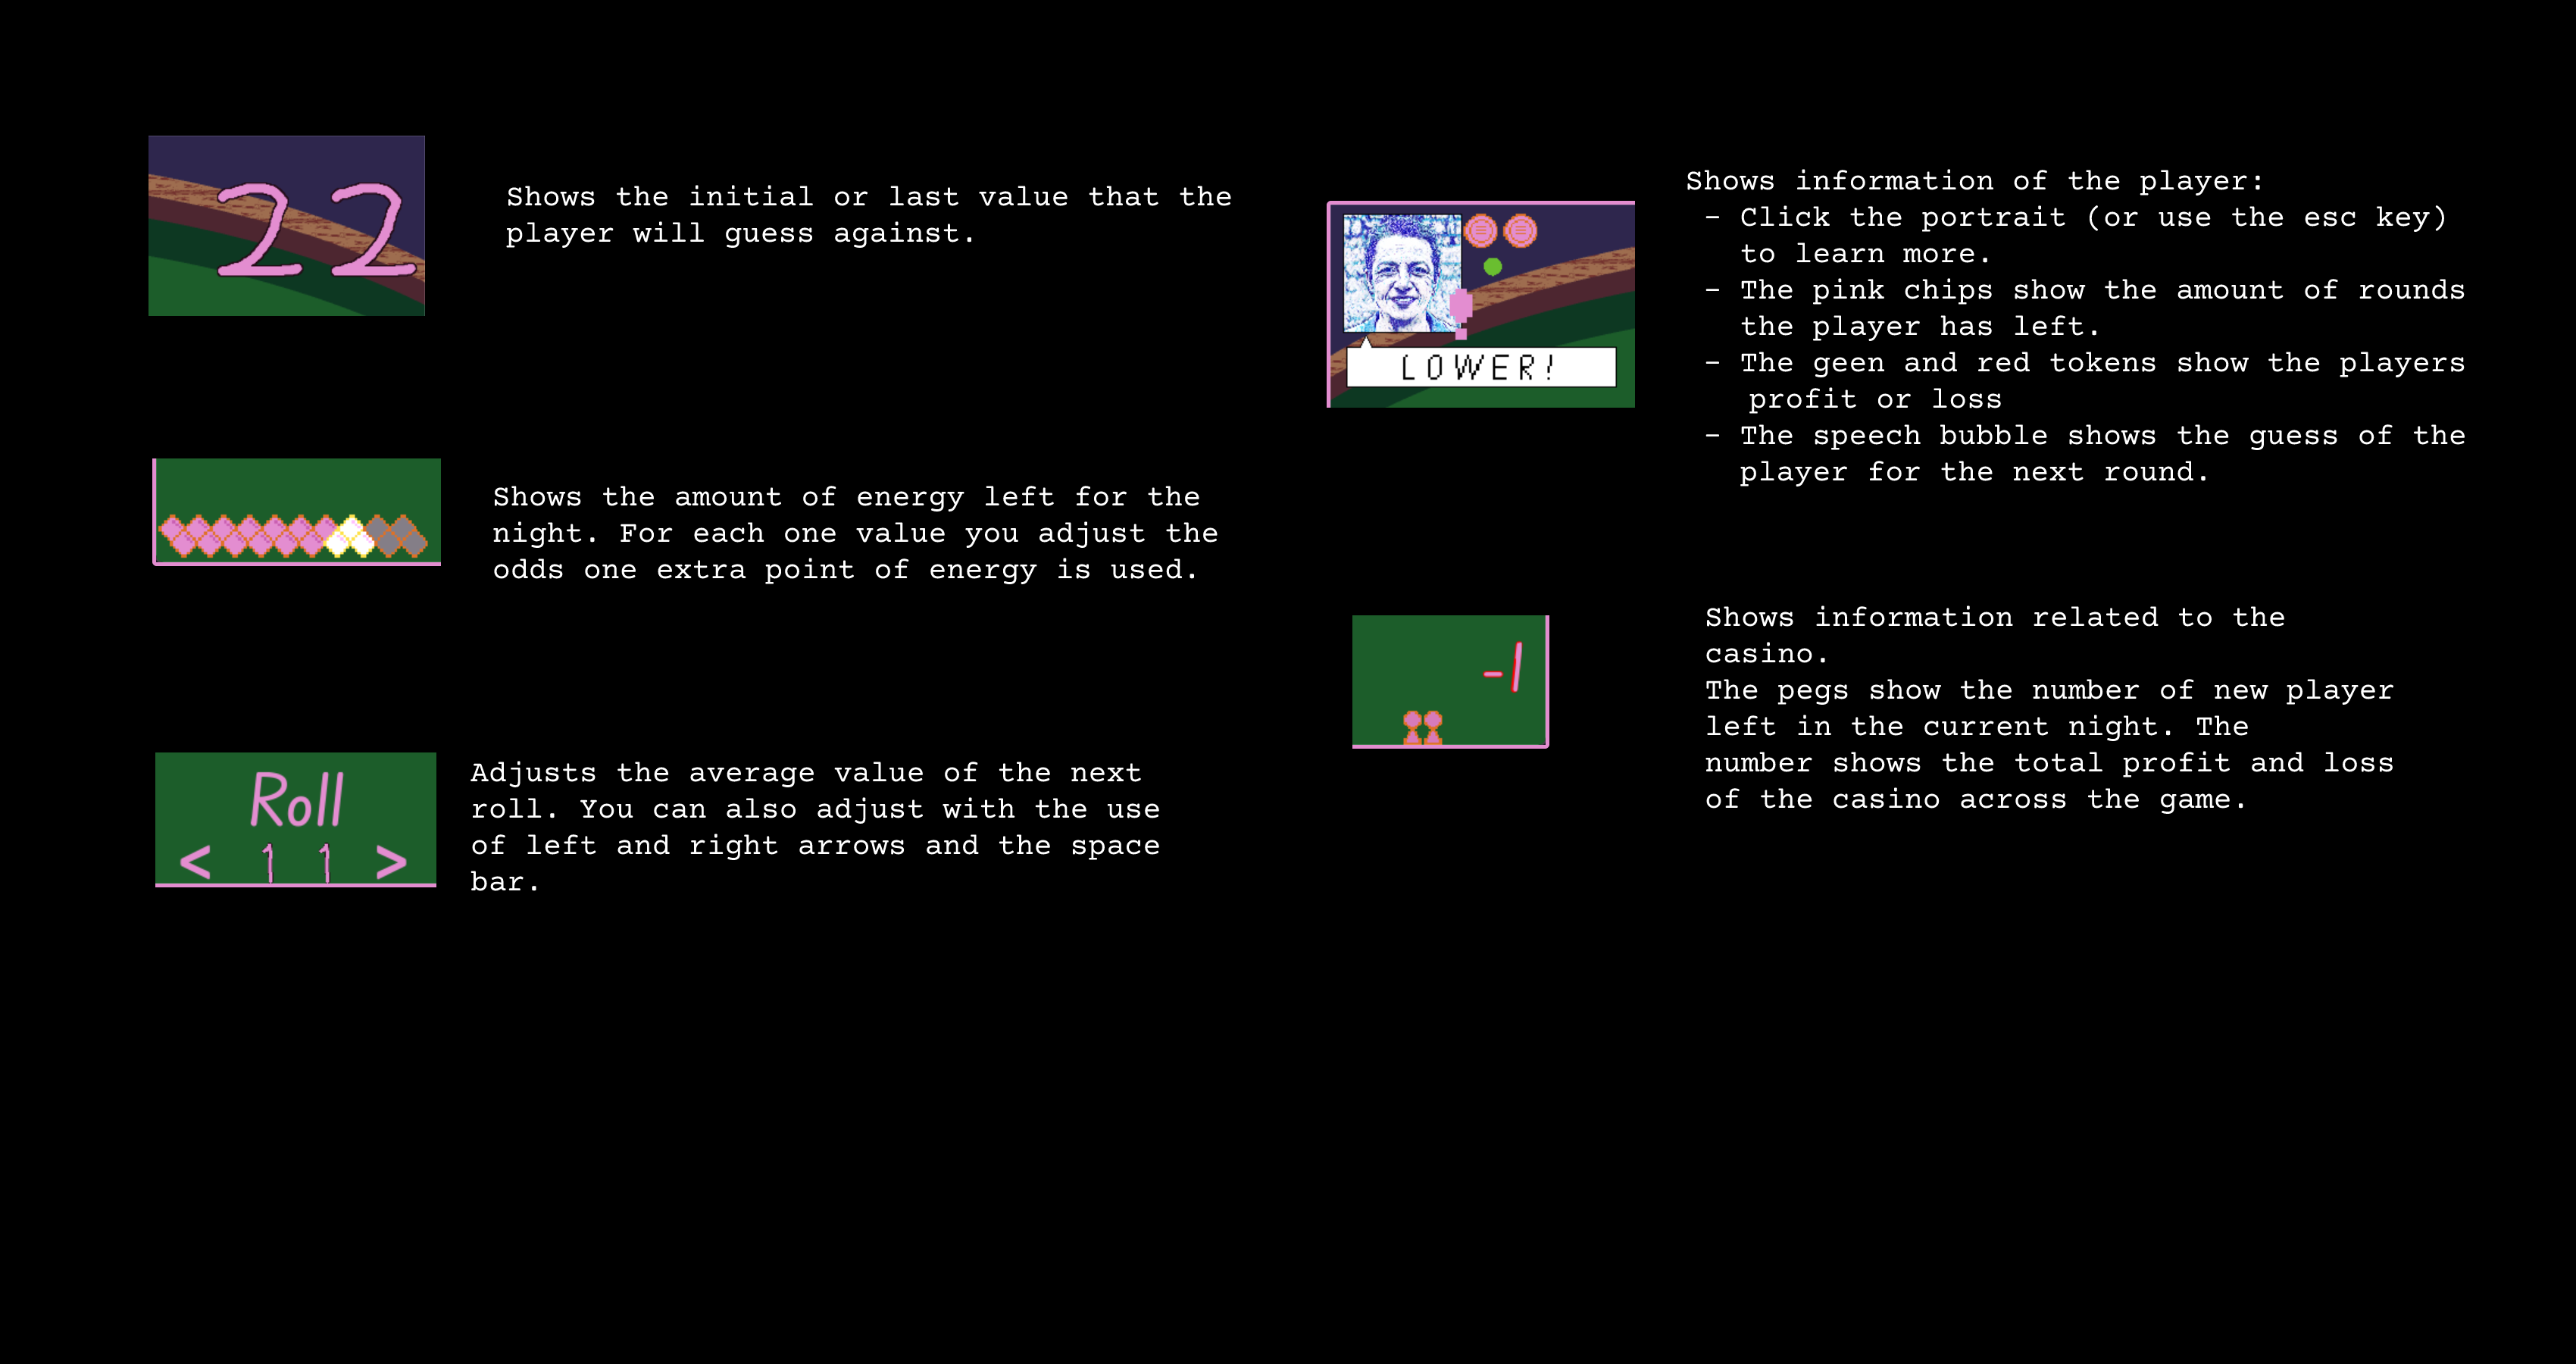 22
Shows the initial or last value that the
player will guess against.
Shows the amount of energy left for the
night. For each one value you adjust the
odds one extra point of energy is used.
Roll
< 11 >
Adjusts the average value of the next
roll. You can also adjust with the use
of left and right arrows and the space
bar.
LOWER!
Shows information of the player:
- Click the portrait (or use the esc key)
to learn more.
- The pink chips show the amount of rounds
the player has left.
- The geen and red tokens show the players
profit or loss
- The speech bubble shows the guess of the
player for the next round.
-1
Shows information related to the
casino.
The pegs show the number of new player
left in the current night. The
number shows the total profit and loss
of the casino across the game.